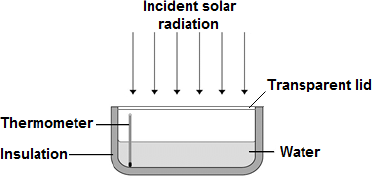 Incident solar
radiation
Transparent lid
Thermometer
Insulation
Water